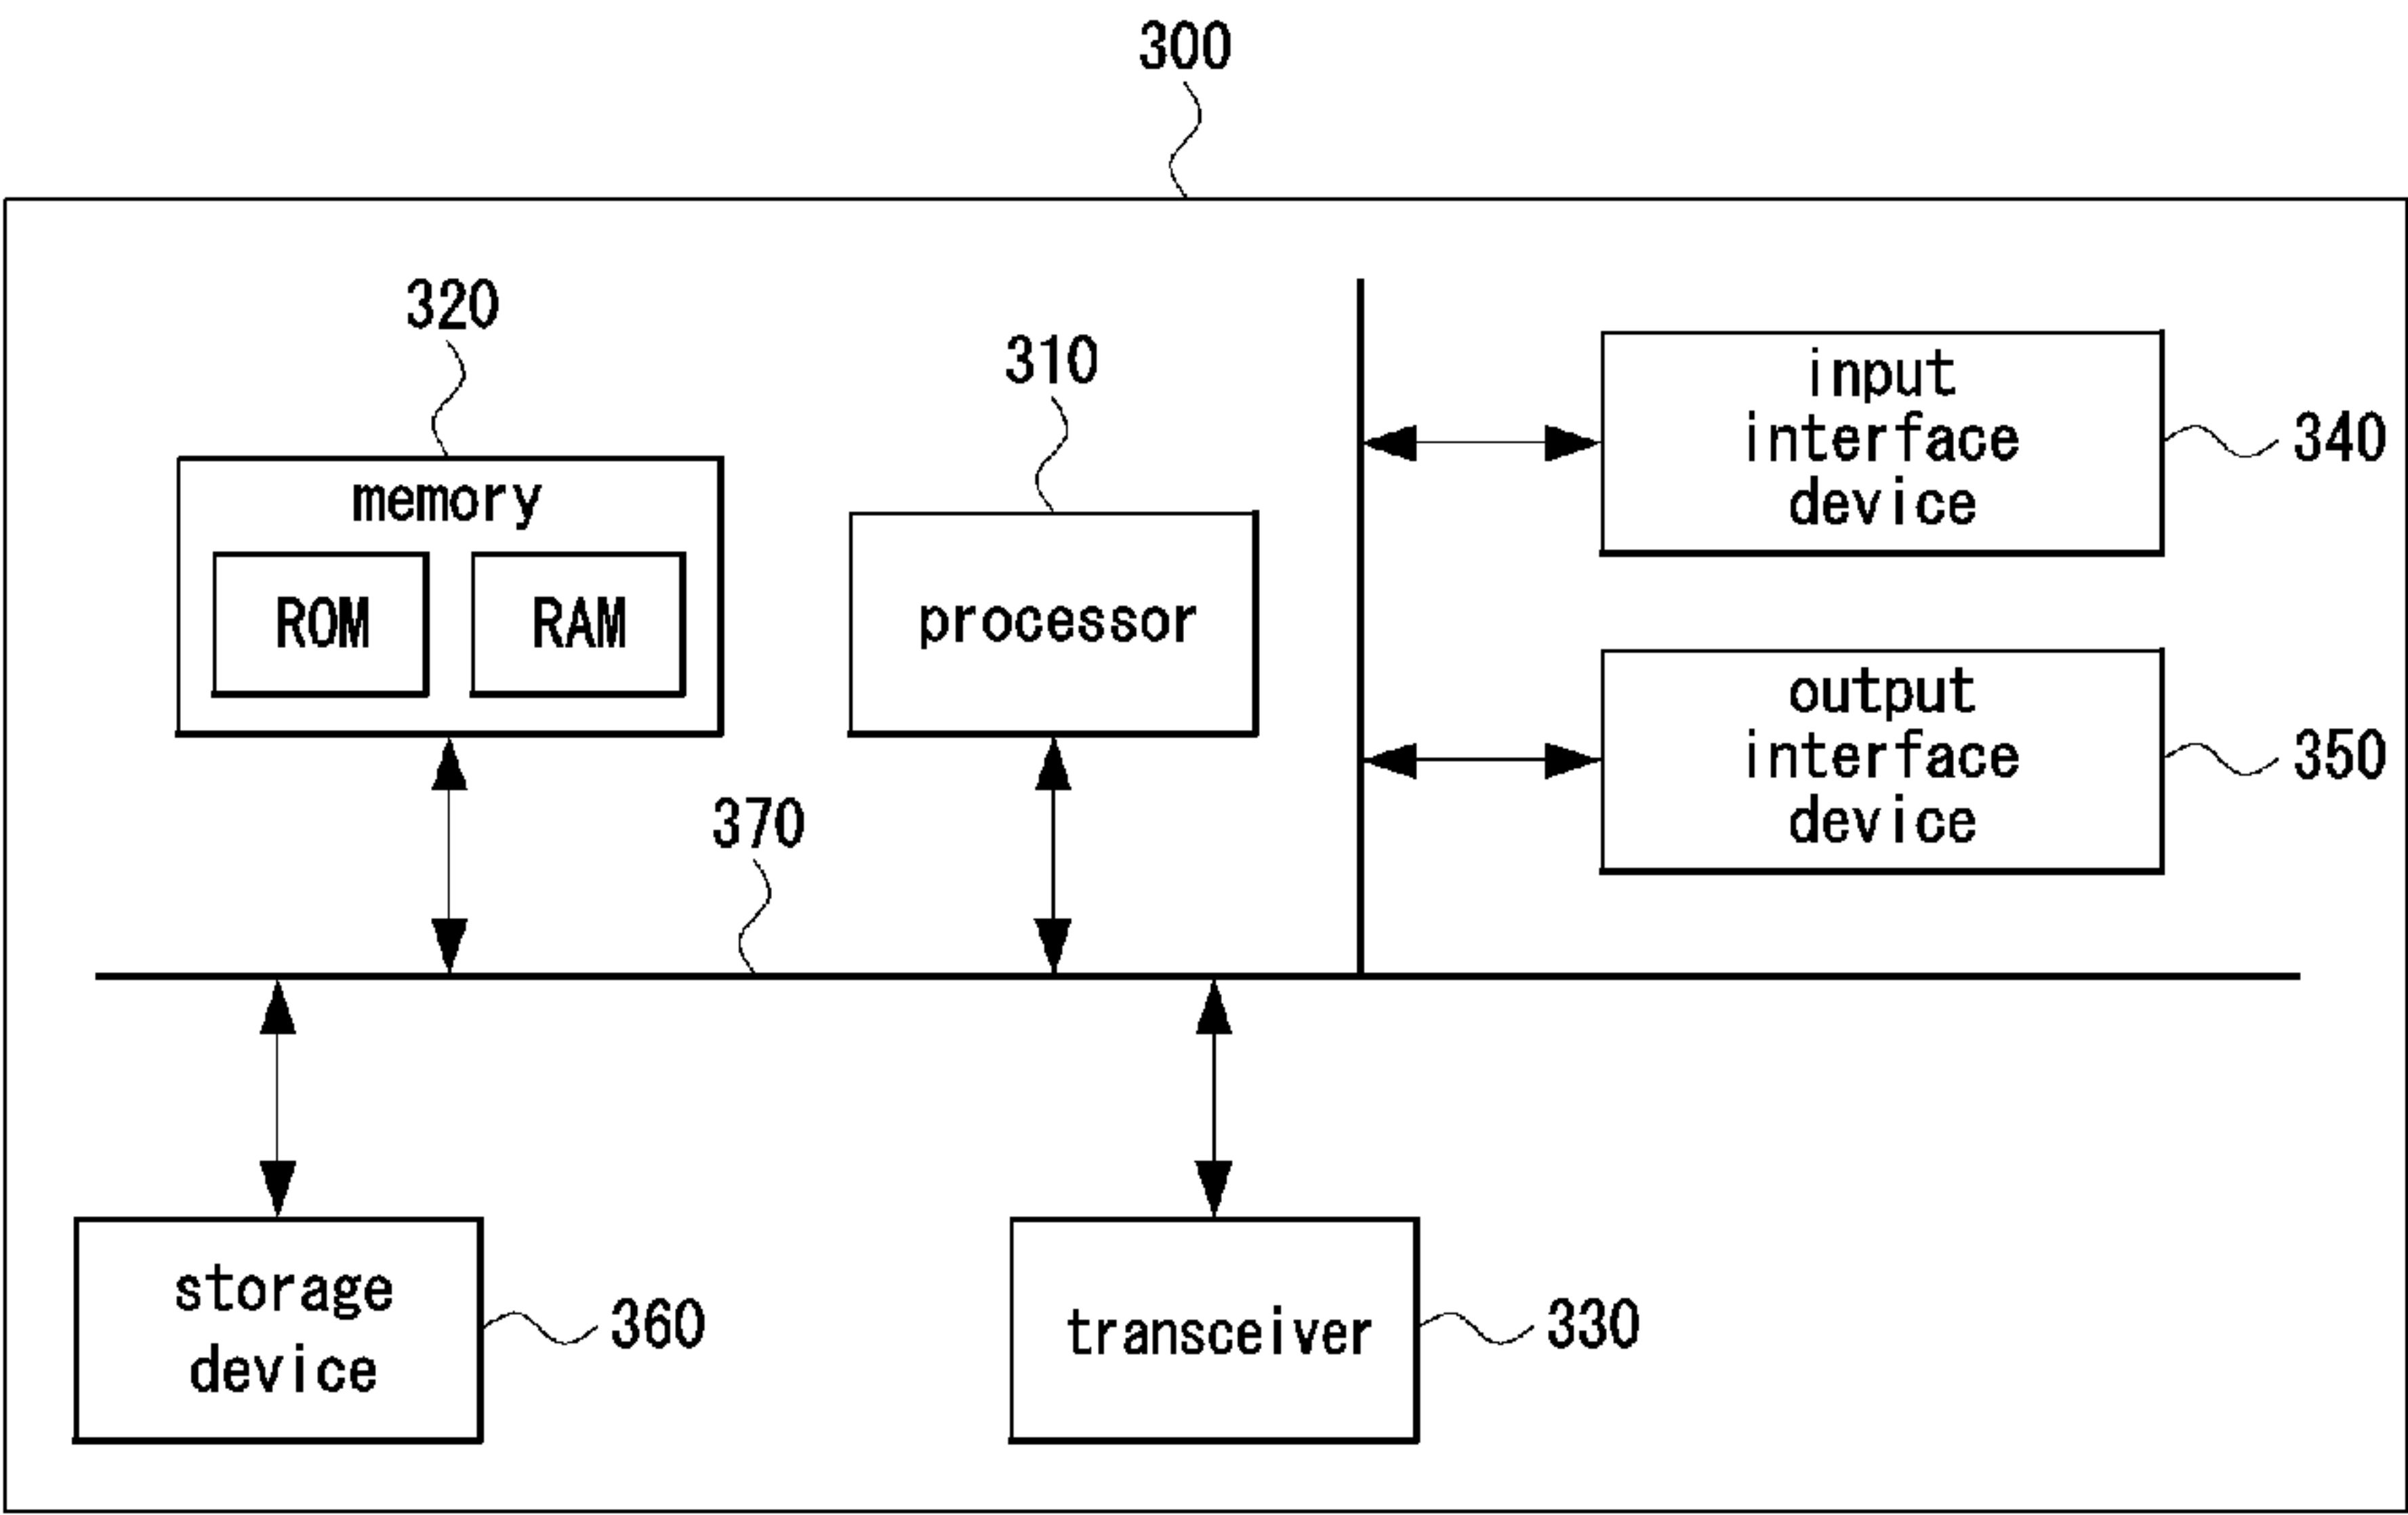 300
320
310
memory
ROM
RAM
processor
input
interface
device
340
output
interface
device
350
370
storage
device
360
transceiver
330